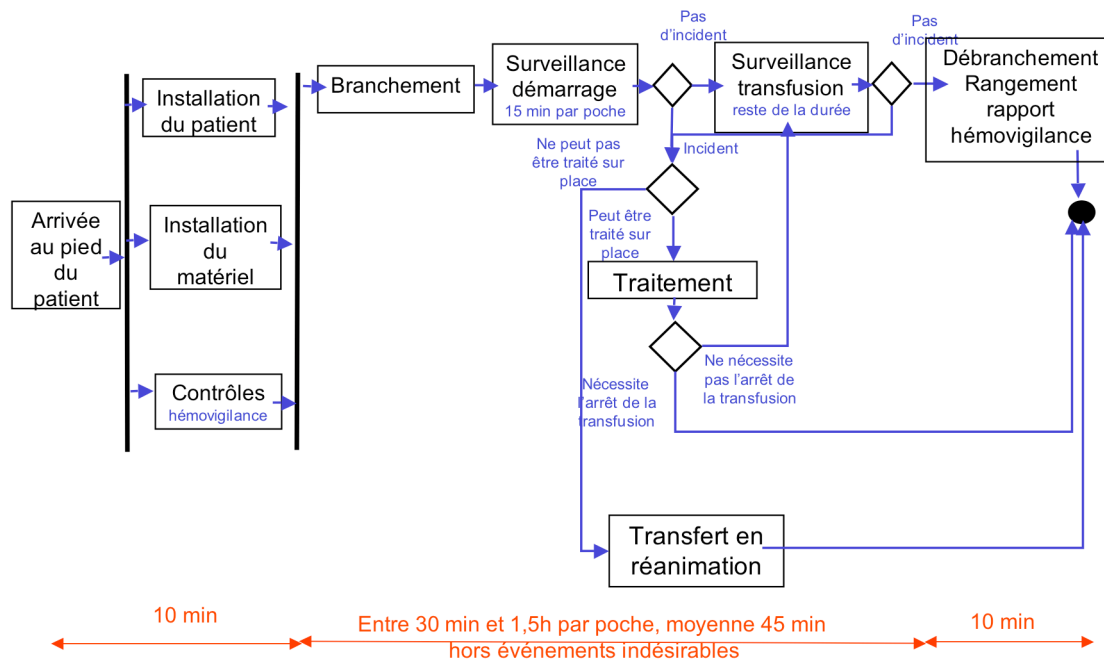 Arrivée
au pied
du
patient
Installation
du patient
Installation
du
matériel
Contrôles
hémovigilance
Branchement
Surveillance
démarrage
15 min par poche
Pas
d'incident
Surveillance
transfusion
reste de la durée
Pas
d'incident
Débranchement
Rangement
rapport
hémovigilance
Incident
Ne peut pas
être traité sur
place
Peut être
traité sur
place
Traitement
Ne nécessite
pas l'arrêt de
la transfusion
Nécessite
l'arrêt de la
transfusion
Transfert en
réanimation
10 min
Entre 30 min et 1,5h par poche, moyenne 45 min
hors événements indésirables
10 min